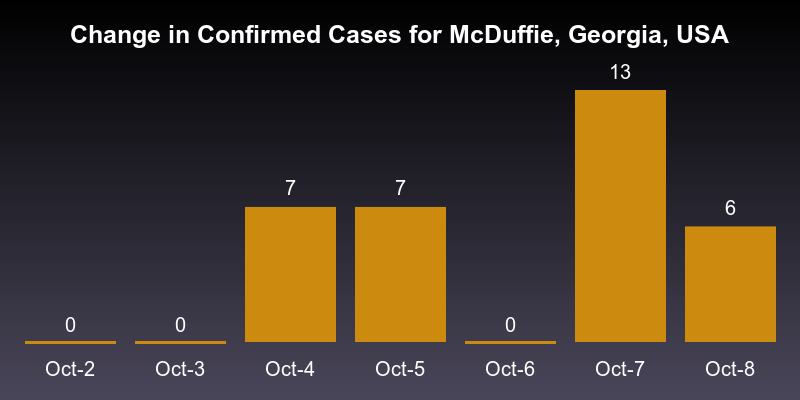 Change in Confirmed Cases for McDuffie, Georgia, USA
13
7 7
6
0 0 0
Oct-2 Oct-3 Oct-4 Oct-5 Oct-6 Oct-7 Oct-8